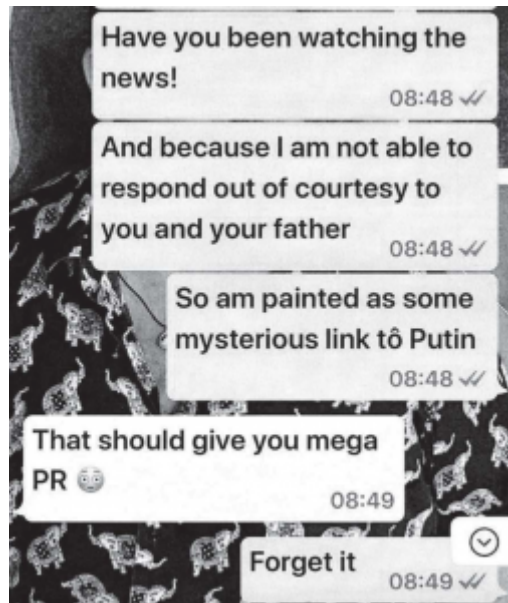 Have you been watching the
news!
08:48
And because I am not able to
respond out of courtesy to
you and your father
08:48
So am painted as some
mysterious link tô Putin
08:48
That should give you mega
PR 😳
08:49
Forget it
08:49